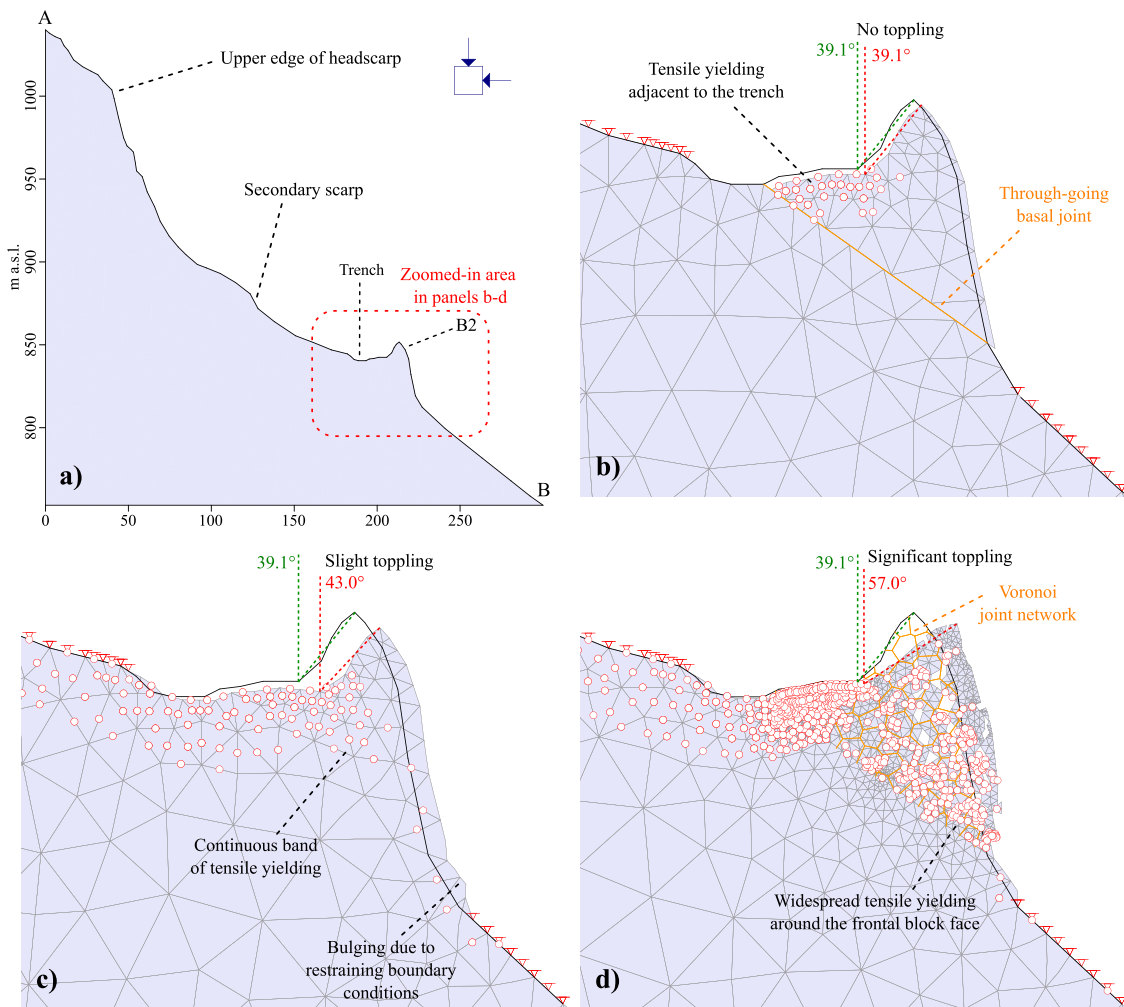 A
Upper edge of headscarp
1000
950
900
850
800
m a.s.l.
Secondary scarp
Trench
Zoomed-in area
in panels b-d
B2
B
a)
0
50
100
150
200
250
No toppling
39.1°
39.1°
Tensile yielding
adjacent to the trench
Through-going
basal joint
b)
Slight toppling
39.1°
43.0°
Continuous band
of tensile yielding
Bulging due to
restraining boundary
conditions
c)
Significant toppling
39.1°
57.0°
Voronoi
joint network
Widespread tensile yielding
around the frontal block face
d)